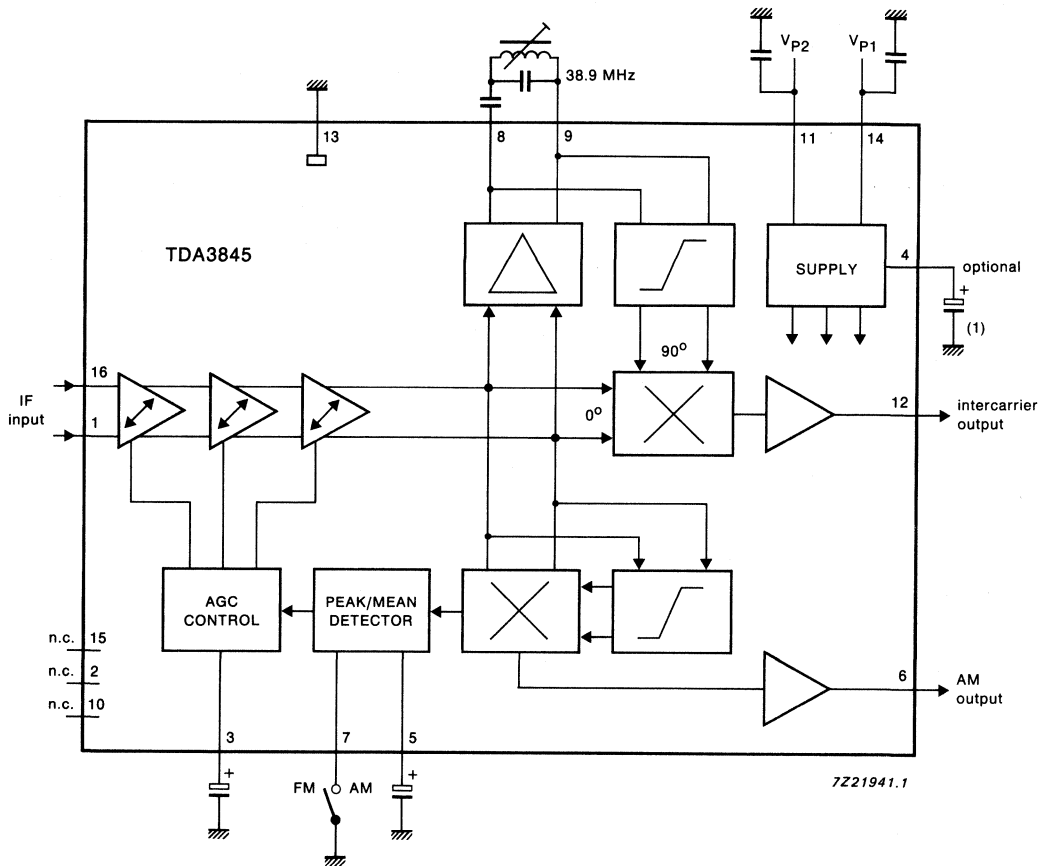 V P2
V P1
38.9 MHz
13
8
9
11
14
TDA3845
SUPPLY
4
optional
+
(1)
90°
16
IF
input
1
0°
12
intercarrier
output
AGC
CONTROL
PEAK/MEAN
DETECTOR
n.c. 15
n.c. 2
n.c. 10
6
AM
output
3
7
5
+
FM
AM
+
7Z21941.1